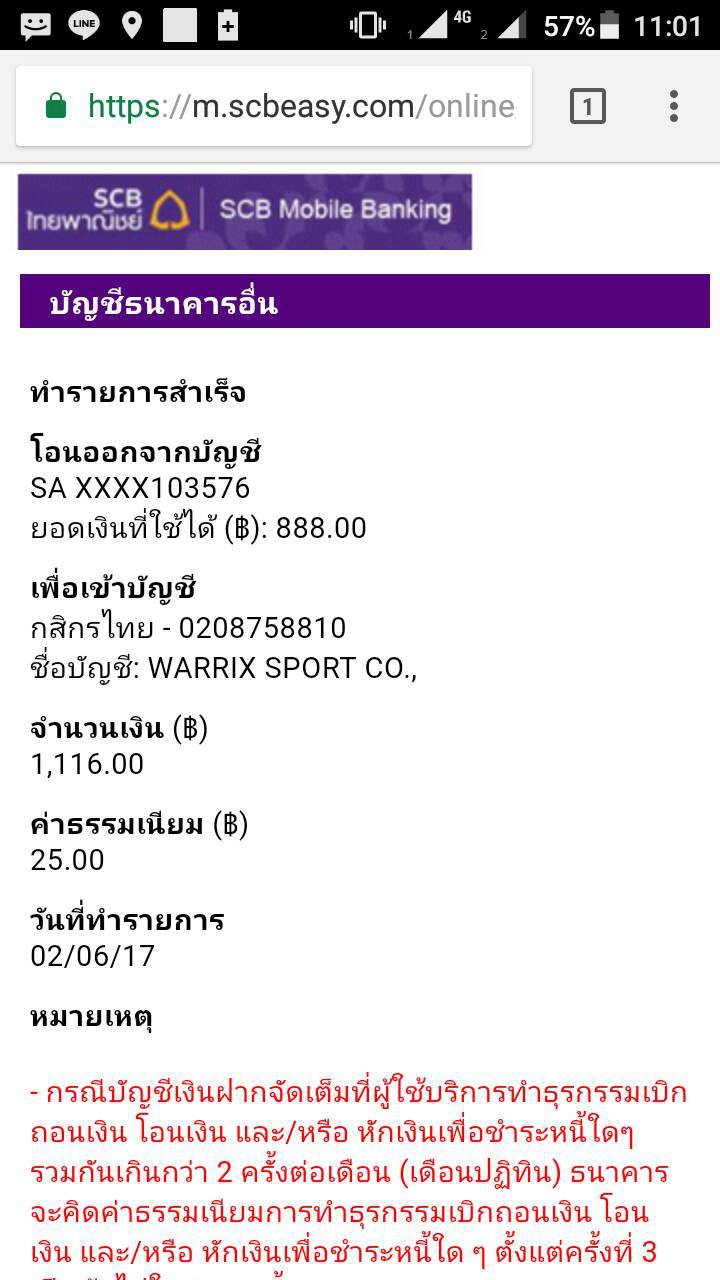 LINE
1 4G 2 57% 11:01
https://m.scbeasy.com/online 1
SCB
ไทยพาณิชย์
SCB Mobile Banking
บัญชีธนาคารอื่น
ทำรายการสำเร็จ
โอนออกจากบัญชี
SA XXXX103576
ยอดเงินที่ใช้ได้ (฿): 888.00
เพื่อเข้าบัญชี
กสิกรไทย - 0208758810
ชื่อบัญชี: WARRIX SPORT CO.,
จำนวนเงิน (฿)
1,116.00
ค่าธรรมเนียม (฿)
25.00
วันที่ทำรายการ
02/06/17
หมายเหตุ
- กรณีบัญชีเงินฝากจัดเต็มที่ผู้ใช้บริการทำธุรกรรมเบิก
ถอนเงิน โอนเงิน และ/หรือ หักเงินเพื่อชำระหนี้ใดๆ
รวมกันเกินกว่า 2 ครั้งต่อเดือน (เดือนปฏิทิน) ธนาคาร
จะคิดค่าธรรมเนียมการทำธุรกรรมเบิกถอนเงิน โอน
เงิน และ/หรือ หักเงินเพื่อชำระหนี้ใด ๆ ตั้งแต่ครั้งที่ 3